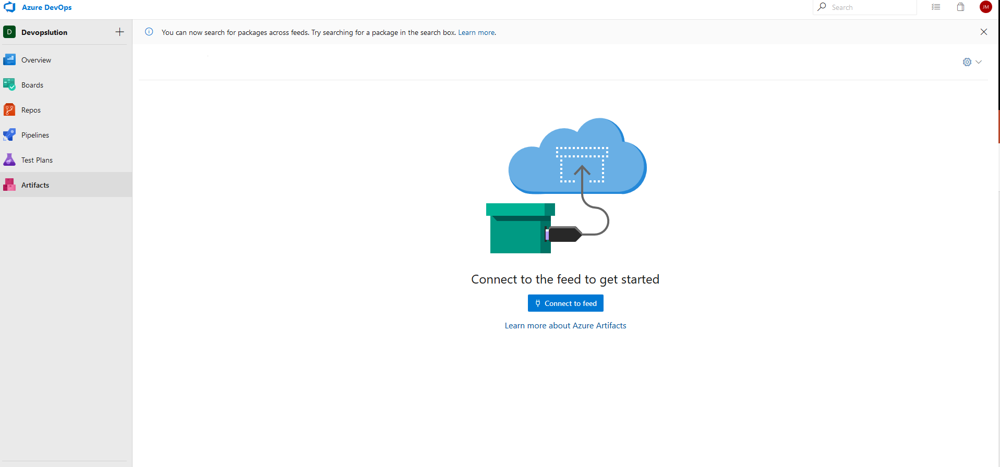 Azure DevOps
Search
JM
D
Devopslution
You can now search for packages across feeds. Try searching for a package in the search box. Learn more.
Overview
Boards
Repos
Pipelines
Test Plans
Artifacts
Connect to the feed to get started
Connect to feed
Learn more about Azure Artifacts